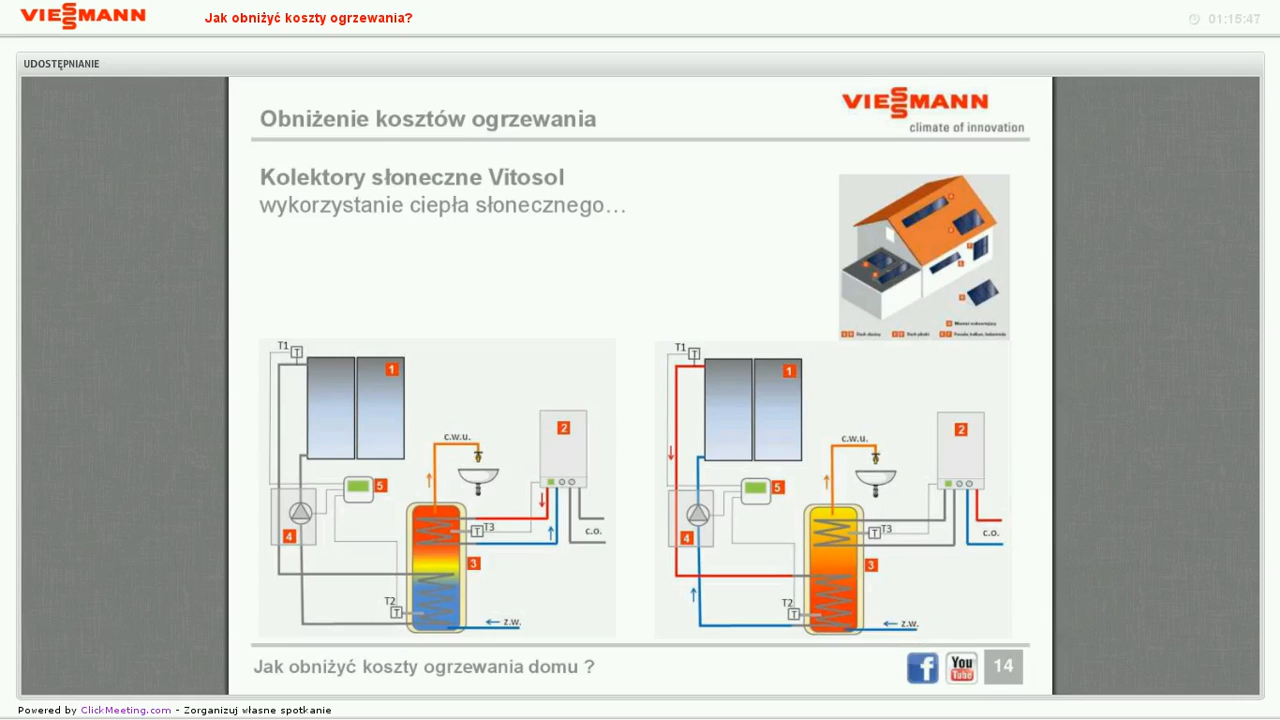 VIESSMANN
Jak obniżyć koszty ogrzewania?
01:15:47
UDOSTĘPNIANIE
Obniżenie kosztów ogrzewania
VIESSMANN
climate of innovation
Kolektory słoneczne Vitosol
wykorzystanie ciepła słonecznego…
T1
1
2
c.w.u.
5
4
T3
c.o.
3
T2
z.w.
T1
1
2
c.w.u.
5
4
T3
c.o.
3
T2
z.w.
Jak obniżyć koszty ogrzewania domu ?
f
You
Tube
14
Powered by ClickMeeting.com - Zorganizuj własne spotkanie